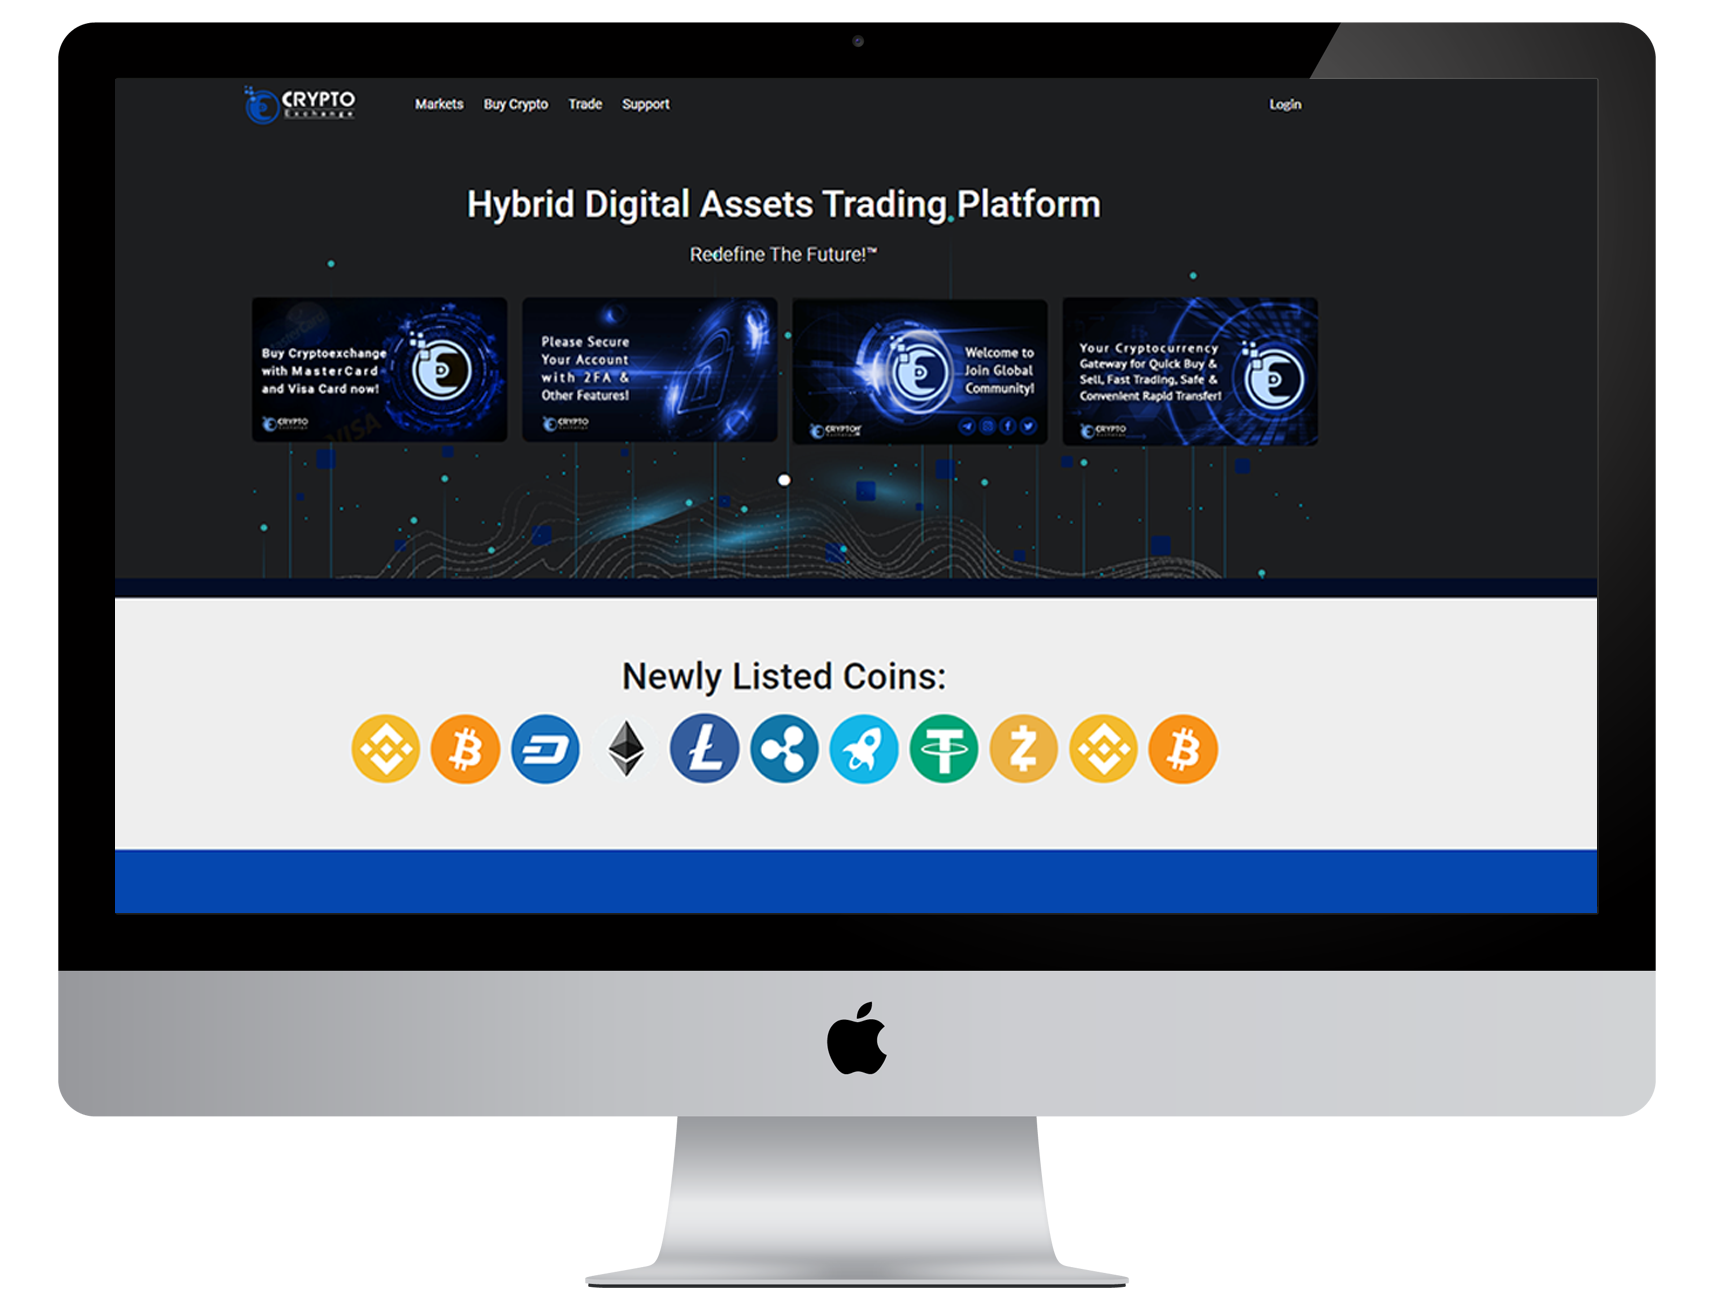 CRYPTO
Exchange
Markets Buy Crypto Trade Support Login
Hybrid Digital Assets Trading Platform
Redefine The Future!™
Buy Cryptoexchange
with MasterCard
and Visa Card now!
CRYPTO
VISA
Please Secure
Your Account
with 2FA &
Other Features!
CRYPTO
Welcome to
Join Global
Community!
CRYPTO
Your Cryptocurrency
Gateway for Quick Buy &
Sell, Fast Trading, Safe &
Convenient Rapid Transfer!
CRYPTO
Newly Listed Coins: